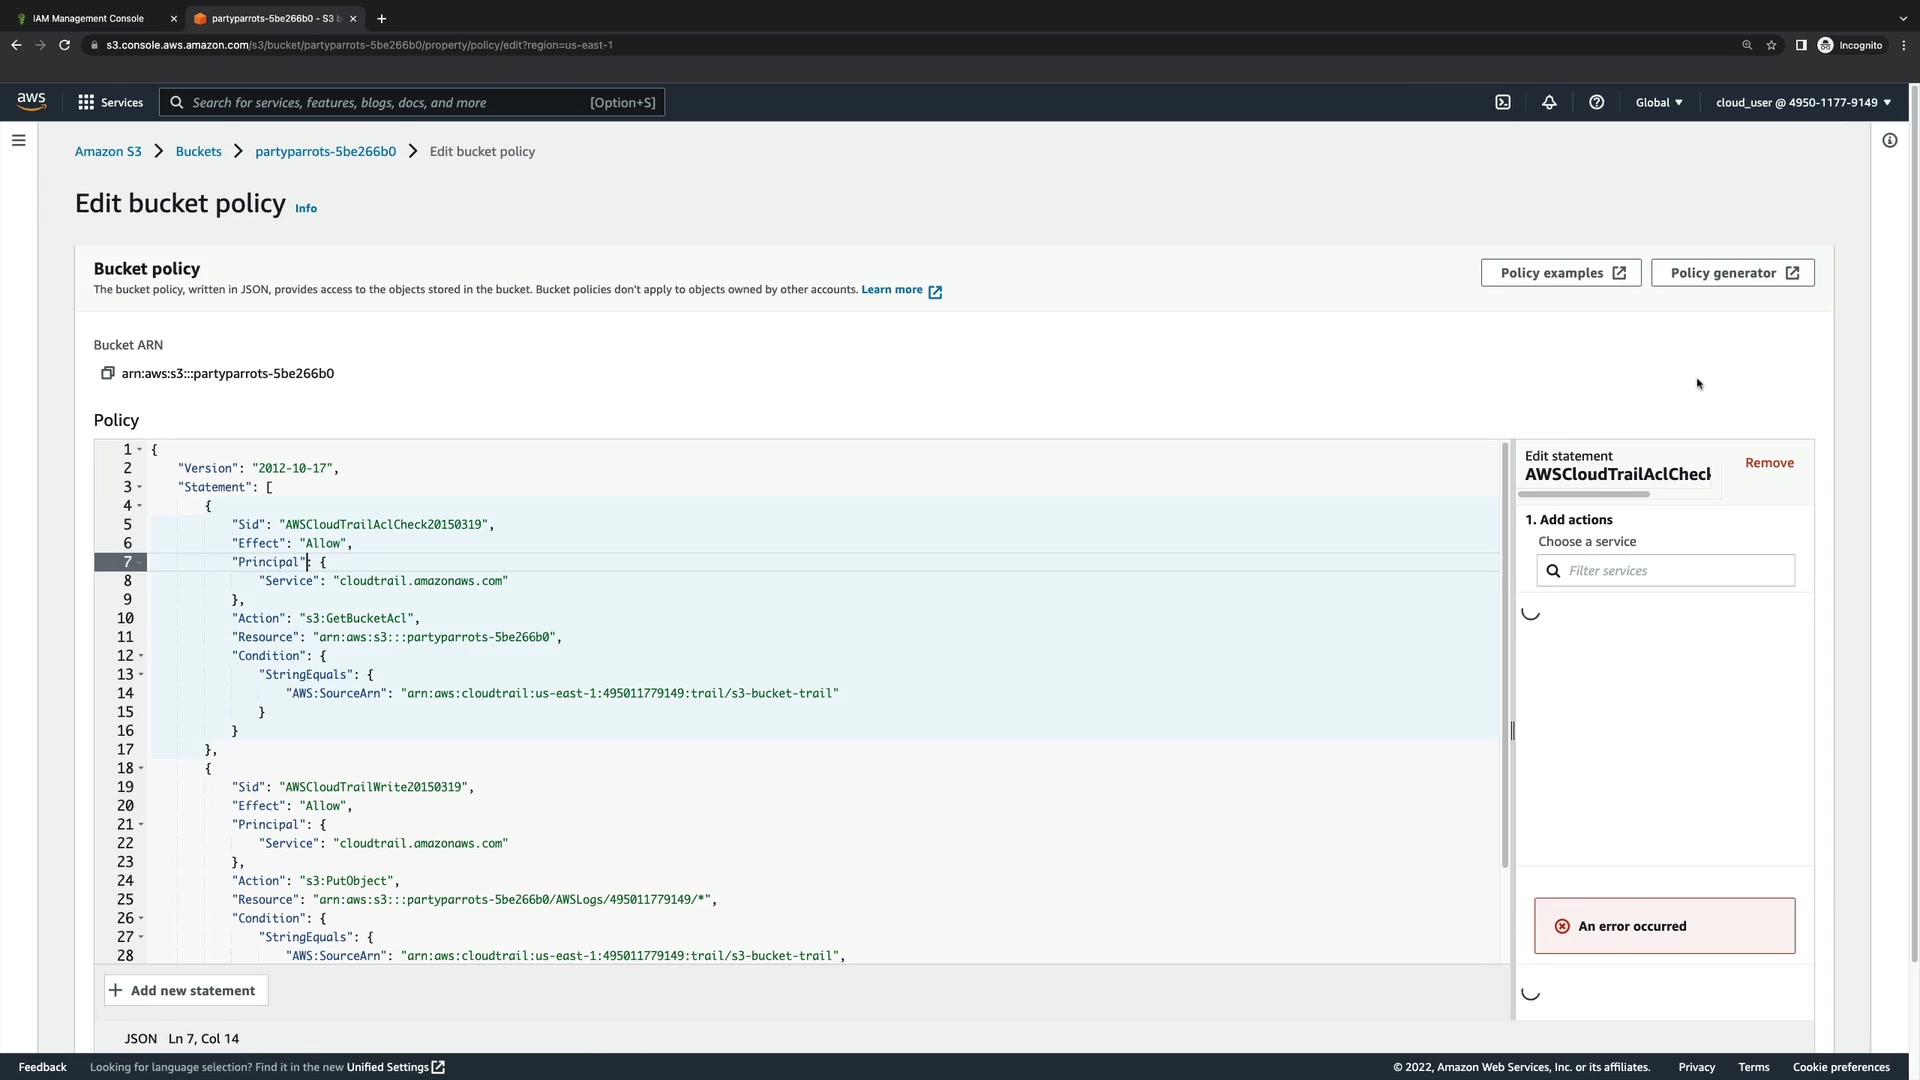 IAM Management Console
partyparrots-5be266b0 - S3 b
s3.console.aws.amazon.com/s3/bucket/partyparrots-5be266b0/property/policy/edit?region=us-east-1
Incognito
aws
Services
Search for services, features, blogs, docs, and more
[Option+S]
Global
cloud_user @ 4950-1177-9149
Amazon S3
Buckets
partyparrots-5be266b0
Edit bucket policy
Edit bucket policy
Info
Bucket policy
The bucket policy, written in JSON, provides access to the objects stored in the bucket. Bucket policies don't apply to objects owned by other accounts. Learn more
Policy examples
Policy generator
Bucket ARN
arn:aws:s3:::partyparrots-5be266b0
Policy
1 {
2 "Version": "2012-10-17",
3 "Statement": [
4 {
5 "Sid": "AWSCloudTrailAclCheck20150319",
6 "Effect": "Allow",
7 "Principal": {
8 "Service": "cloudtrail.amazonaws.com"
9 },
10 "Action": "s3:GetBucketAcl",
11 "Resource": "arn:aws:s3:::partyparrots-5be266b0",
12 "Condition": {
13 "StringEquals": {
14 "AWS:SourceArn": "arn:aws:cloudtrail:us-east-1:495011779149:trail/s3-bucket-trail"
15 }
16 }
17 },
18 {
19 "Sid": "AWSCloudTrailWrite20150319",
20 "Effect": "Allow",
21 "Principal": {
22 "Service": "cloudtrail.amazonaws.com"
23 },
24 "Action": "s3:PutObject",
25 "Resource": "arn:aws:s3:::partyparrots-5be266b0/AWSLogs/495011779149/*",
26 "Condition": {
27 "StringEquals": {
28 "AWS:SourceArn": "arn:aws:cloudtrail:us-east-1:495011779149:trail/s3-bucket-trail",
Edit statement
AWSCloudTrailAclCheck
Remove
1. Add actions
Choose a service
Filter services
An error occurred
Add new statement
JSON Ln 7, Col 14
Feedback
Looking for language selection? Find it in the new Unified Settings
© 2022, Amazon Web Services, Inc. or its affiliates.
Privacy
Terms
Cookie preferences